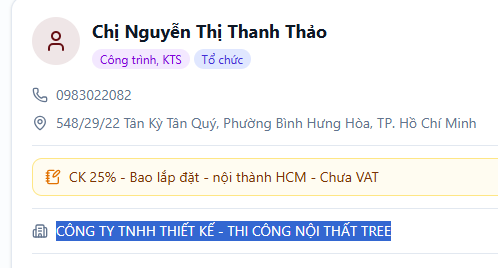 Chị Nguyễn Thị Thanh Thảo
Công trình, KTS Tổ chức
0983022082
548/29/22 Tân Kỳ Tân Quý, Phường Bình Hưng Hòa, TP. Hồ Chí Minh
CK 25% - Bao lắp đặt - nội thành HCM - Chưa VAT
CÔNG TY TNHH THIẾT KẾ - THI CÔNG NỘI THẤT TREE